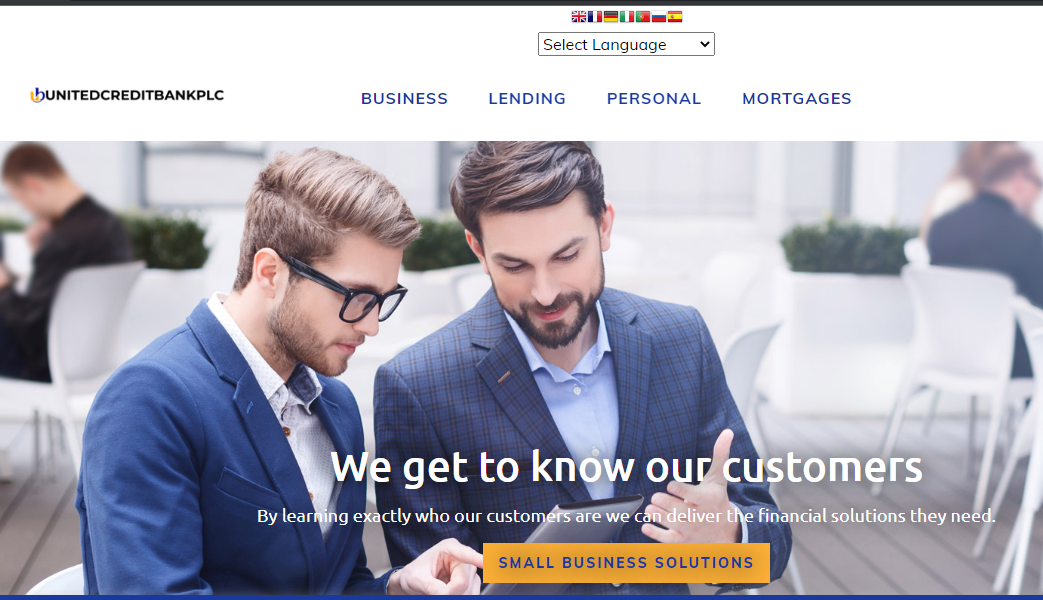 Select Language
UNITEDCREDITBANKPLC
BUSINESS
LENDING
PERSONAL
MORTGAGES
We get to know our customers
By learning exactly who our customers are we can deliver the financial solutions they need.
SMALL BUSINESS SOLUTIONS